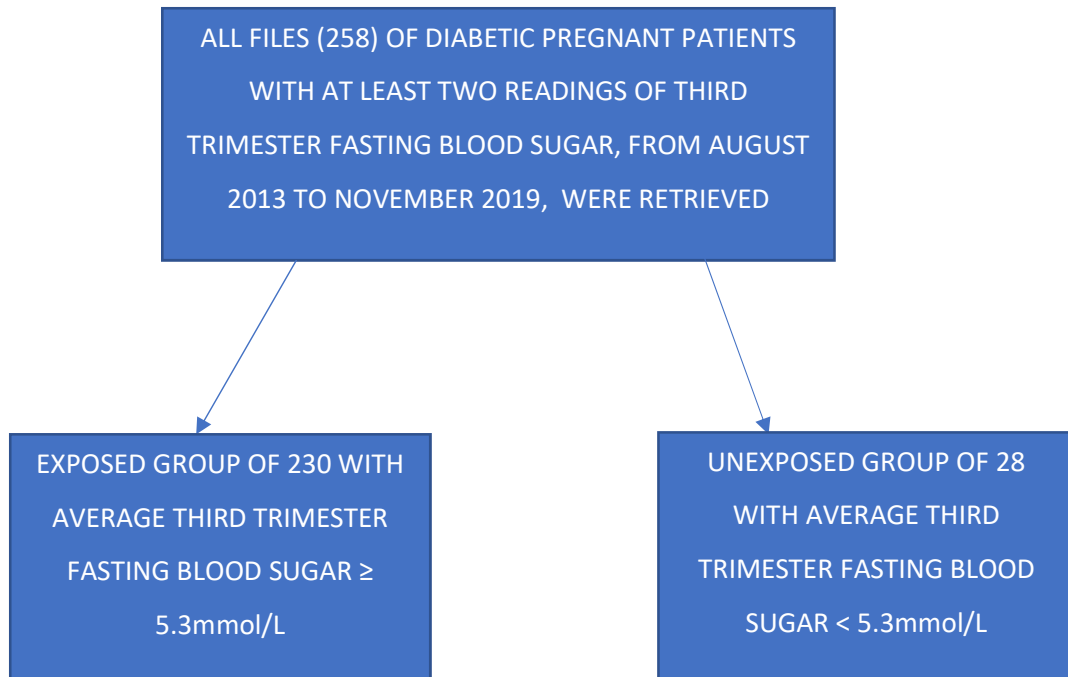 ALL FILES (258) OF DIABETIC PREGNANT PATIENTS
WITH AT LEAST TWO READINGS OF THIRD
TRIMESTER FASTING BLOOD SUGAR, FROM AUGUST
2013 TO NOVEMBER 2019, WERE RETRIEVED
EXPOSED GROUP OF 230 WITH
AVERAGE THIRD TRIMESTER
FASTING BLOOD SUGAR ≥
5.3mmol/L
UNEXPOSED GROUP OF 28
WITH AVERAGE THIRD
TRIMESTER FASTING BLOOD
SUGAR < 5.3mmol/L